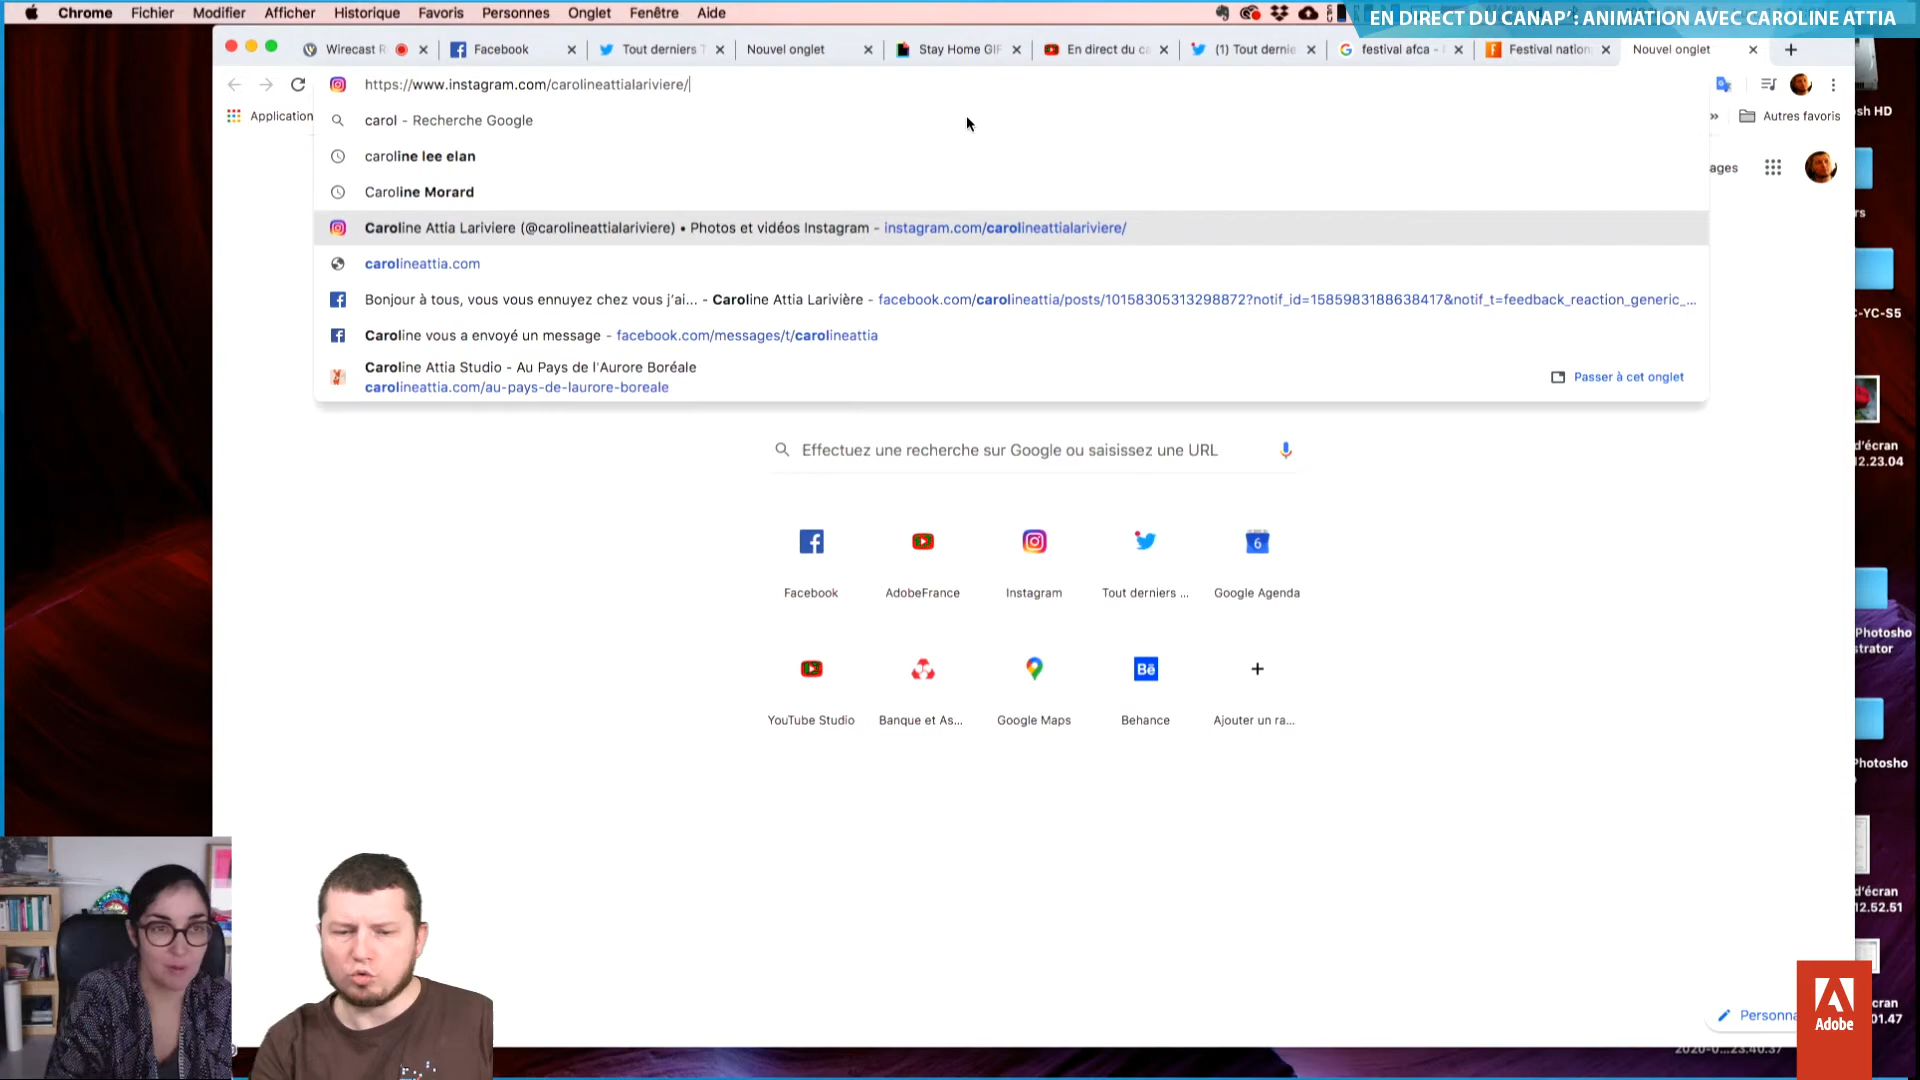 Chrome Fichier Modifier Afficher Historique Favoris Personnes Onglet Fenêtre Aide
EN DIRECT DU CANAP' : ANIMATION AVEC CAROLINE ATTIA
Wirecast R Facebook Tout derniers T Nouvel onglet Stay Home GIF En direct du ca (1) Tout dernie festival afca - Festival nation Nouvel onglet
https://www.instagram.com/carolineattialariviere/
Application
carol - Recherche Google
Autres favoris
sh HD
caroline lee elan
ages
Caroline Morard
rs
Caroline Attia Lariviere (@carolineattialariviere) • Photos et vidéos Instagram - instagram.com/carolineattialariviere/
carolineattia.com
Bonjour à tous, vous vous ennuyez chez vous j'ai... - Caroline Attia Larivière - facebook.com/carolineattia/posts/10158305313298872?notif_id=1585983188638417&notif_t=feedback_reaction_generic_...
C-YC-S5
Caroline vous a envoyé un message - facebook.com/messages/t/carolineattia
Caroline Attia Studio - Au Pays de l'Aurore Boréale
carolineattia.com/au-pays-de-laurore-boreale
Passer à cet onglet
d'écran
12.23.04
Effectuez une recherche sur Google ou saisissez une URL
6
Facebook AdobeFrance Instagram Tout derniers ... Google Agenda
Photosho
strator
Bē
YouTube Studio Banque et As... Google Maps Behance Ajouter un ra...
Photosho
d'écran
12.52.51
cran
01.47
Personna
Adobe